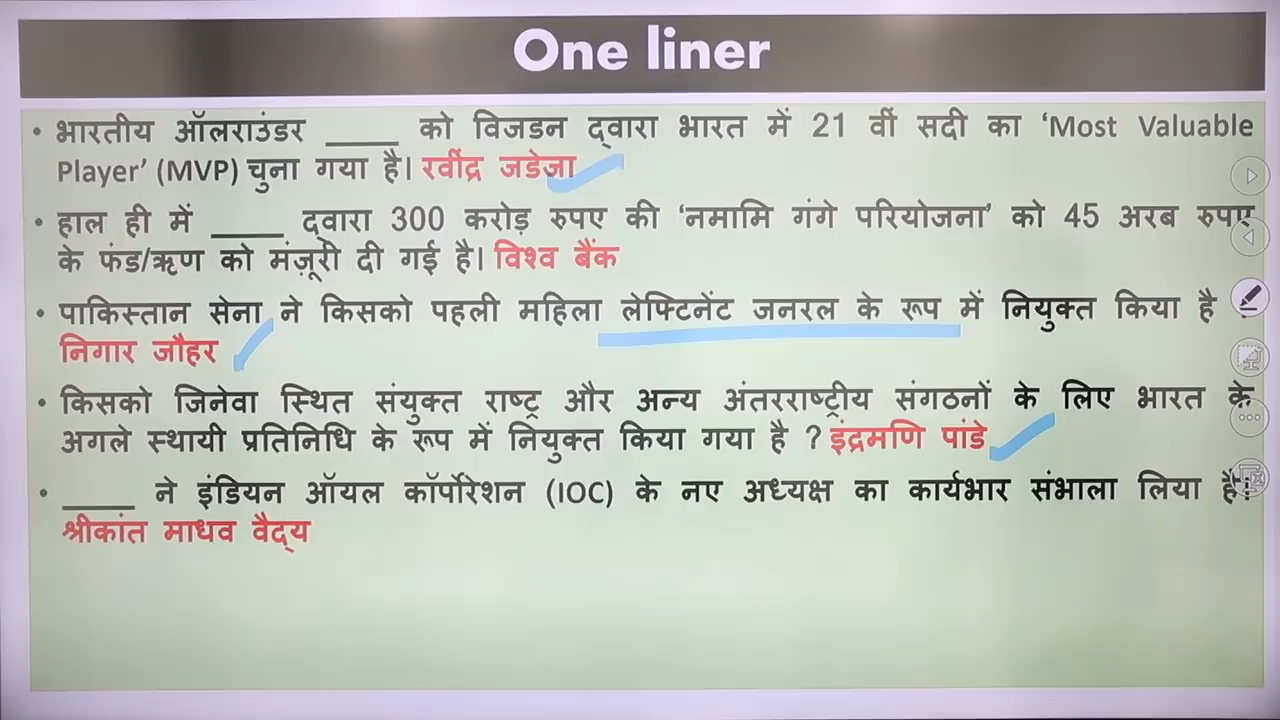 One liner
• भारतीय ऑलराउंडर _____ को विजडन द्वारा भारत में 21 वीं सदी का ‘Most Valuable
Player’ (MVP) चुना गया है। रवींद्र जडेजा
• हाल ही में _____ द्वारा 300 करोड़ रुपए की ‘नमामि गंगे परियोजना’ को 45 अरब रुपए
के फंड/ऋण को मंज़ूरी दी गई है। विश्व बैंक
• पाकिस्तान सेना ने किसको पहली महिला लेफ्टिनेंट जनरल के रूप में नियुक्त किया है
निगार जौहर
• किसको जिनेवा स्थित संयुक्त राष्ट्र और अन्य अंतरराष्ट्रीय संगठनों के लिए भारत के
अगले स्थायी प्रतिनिधि के रूप में नियुक्त किया गया है ? इंद्रमणि पांडे
• _____ ने इंडियन ऑयल कॉर्पोरेशन (IOC) के नए अध्यक्ष का कार्यभार संभाला लिया है।
श्रीकांत माधव वैद्य